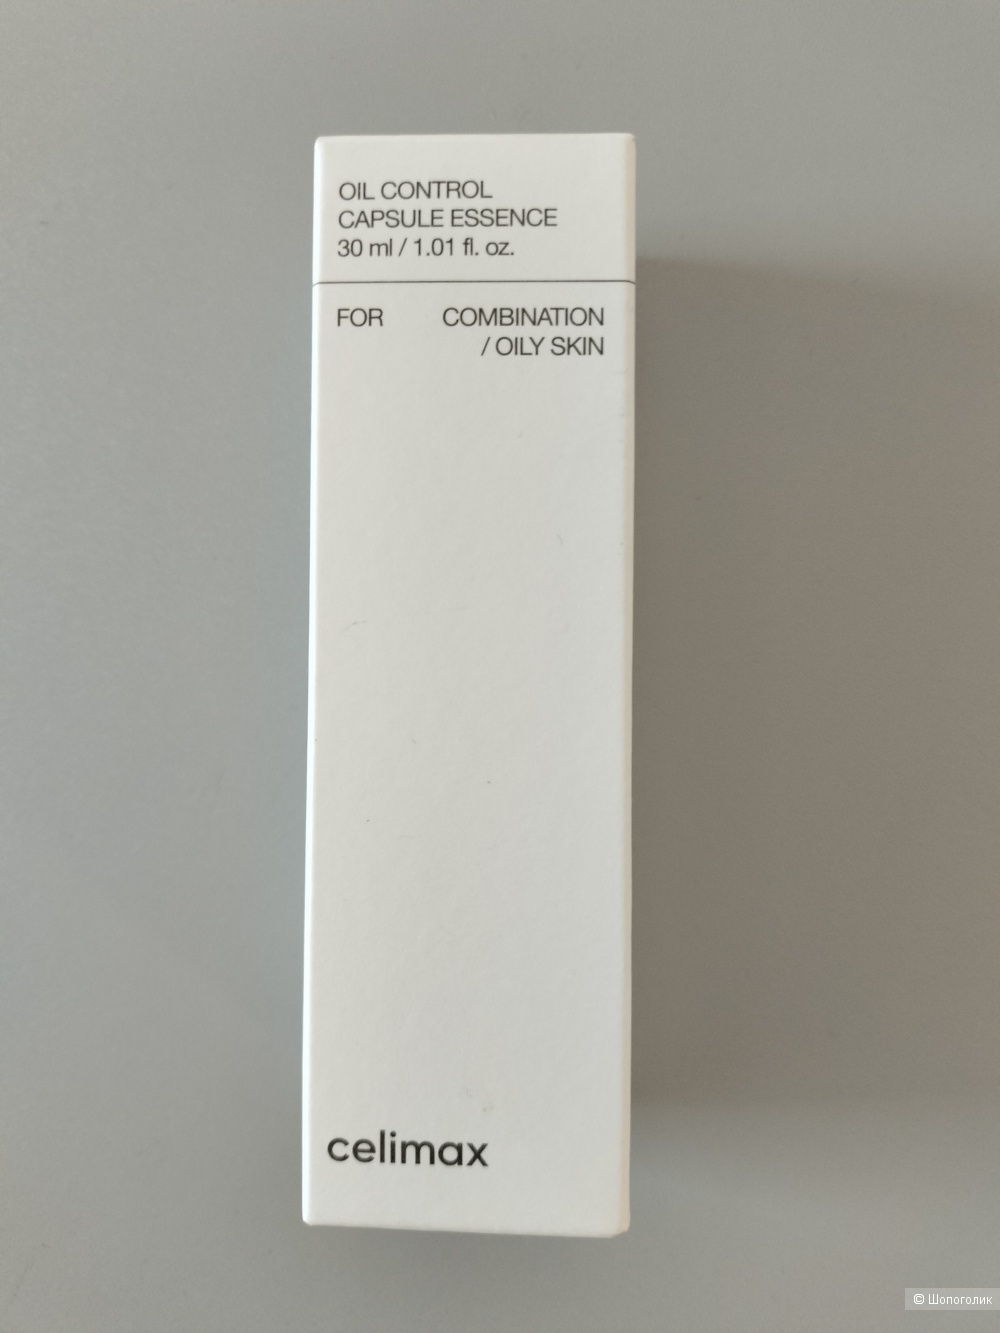 OIL CONTROL
CAPSULE ESSENCE
30 ml / 1.01 fl. oz.
FOR COMBINATION
/ OILY SKIN
celimax
© Шопоголик